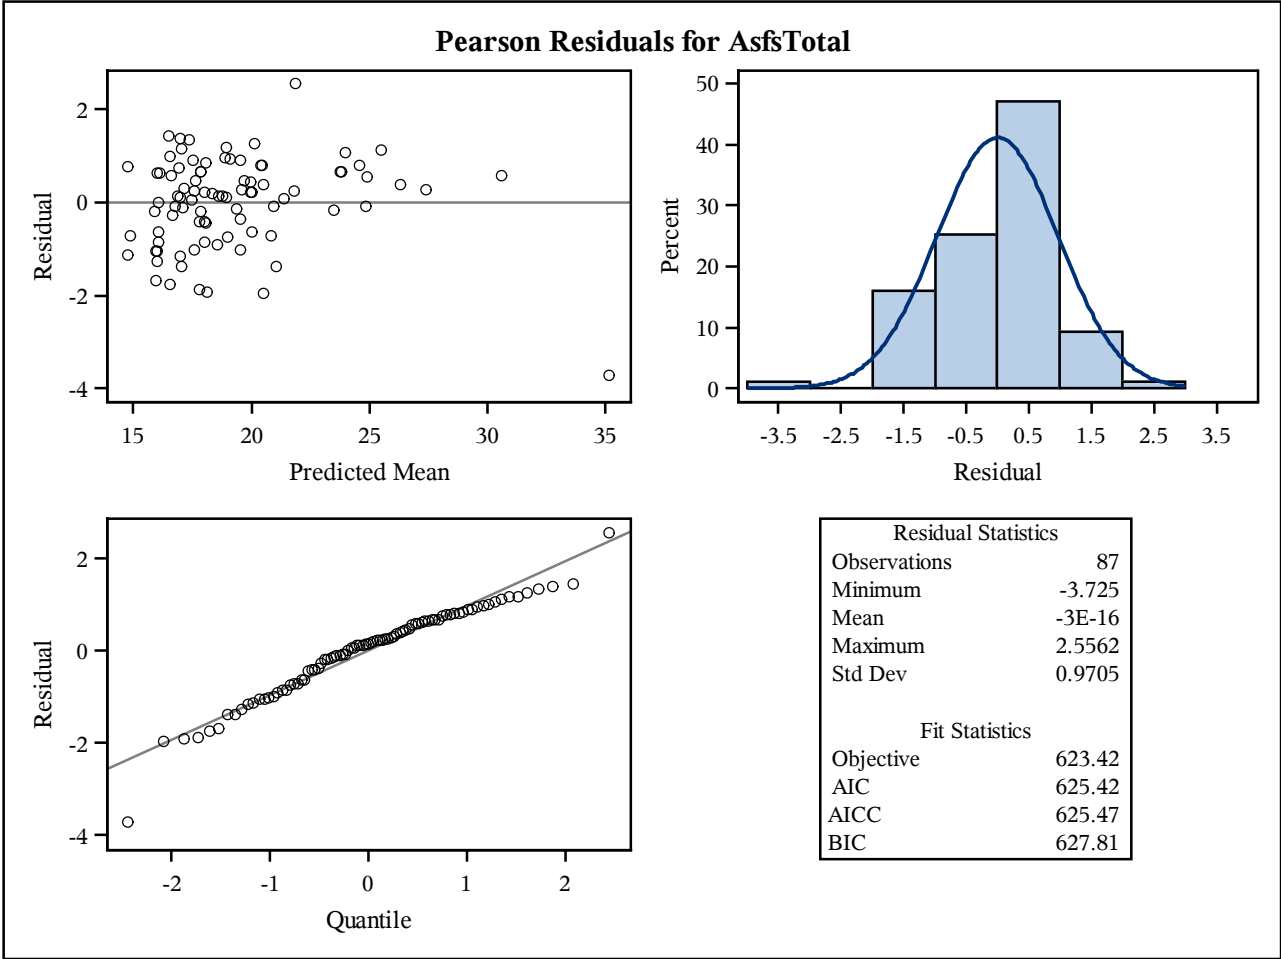 Pearson Residuals for AsfsTotal
2
0
-2
-4
Residual
15 20 25 30 35
Predicted Mean
50
40
30
20
10
0
Percent
-3.5 -2.5 -1.5 -0.5 0.5 1.5 2.5 3.5
Residual
2
0
-2
-4
Residual
-2 -1 0 1 2
Quantile
Residual Statistics
Observations 87
Minimum -3.725
Mean -3E-16
Maximum 2.5562
Std Dev 0.9705
Fit Statistics
Objective 623.42
AIC 625.42
AICC 625.47
BIC 627.81